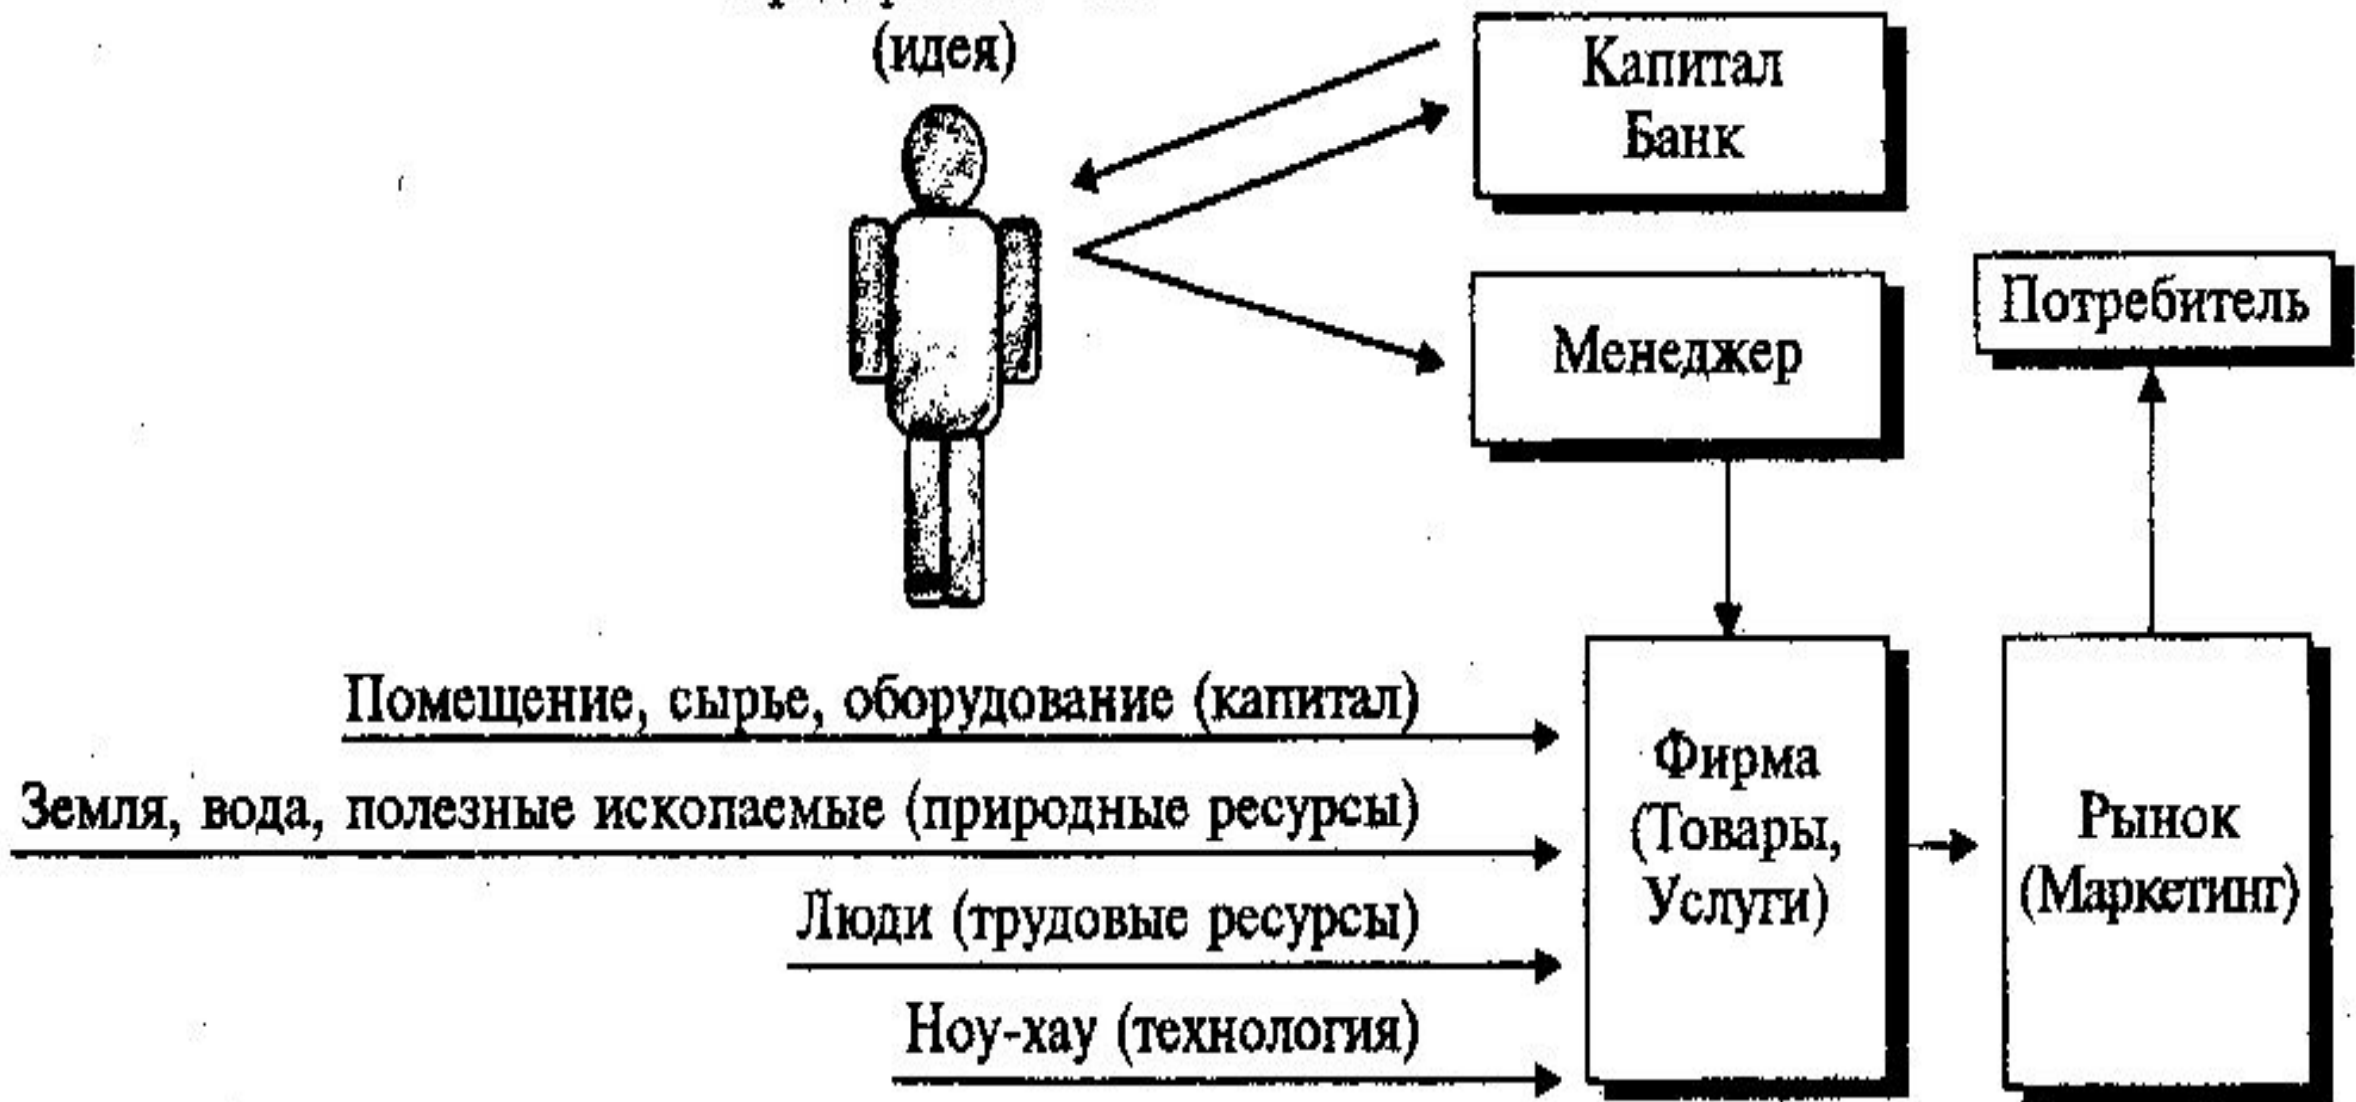 (идея)
Капитал
Банк
Менеджер
Потребитель
Помещение, сырье, оборудование (капитал)
Земля, вода, полезные ископаемые (природные ресурсы)
Люди (трудовые ресурсы)
Ноу-хау (технология)
Фирма
(Товары,
Услуги)
Рынок
(Маркетинг)